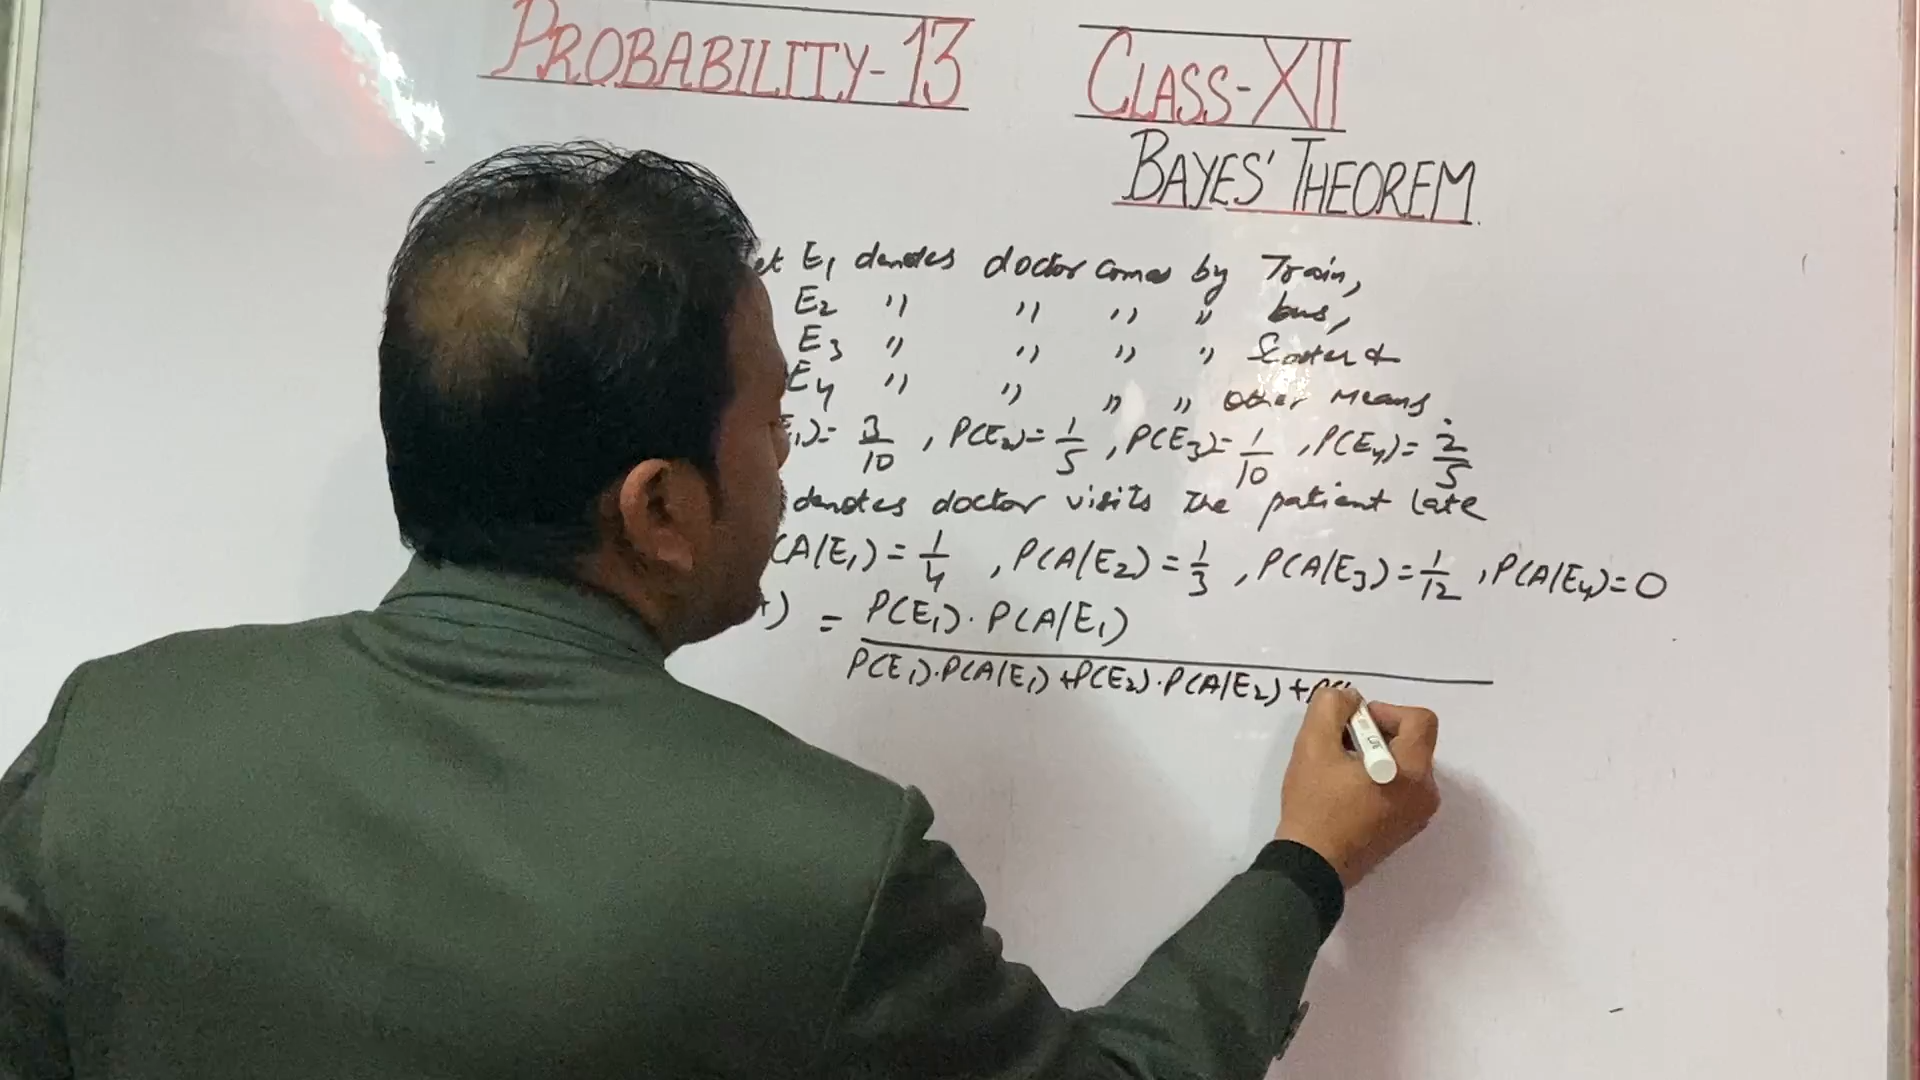 PROBABILITY-13 CLASS-XII
BAYES' THEOREM
et E1 denotes doctor comes by Train,
E2 " " " " bus,
E3 " " " " Scooter &
E4 " " " " Other Means.
E1)= 3/10 , P(E2)= 1/5 , P(E3)= 1/10 , P(E4)= 2/5
denotes doctor visits the patient late
(A/E1)= 1/4 , P(A/E2)= 1/3 , P(A/E3)= 1/12 , P(A/E4)=0
) = P(E1). P(A/E1)
P(E1).P(A/E1) +P(E2).P(A/E2) +P(